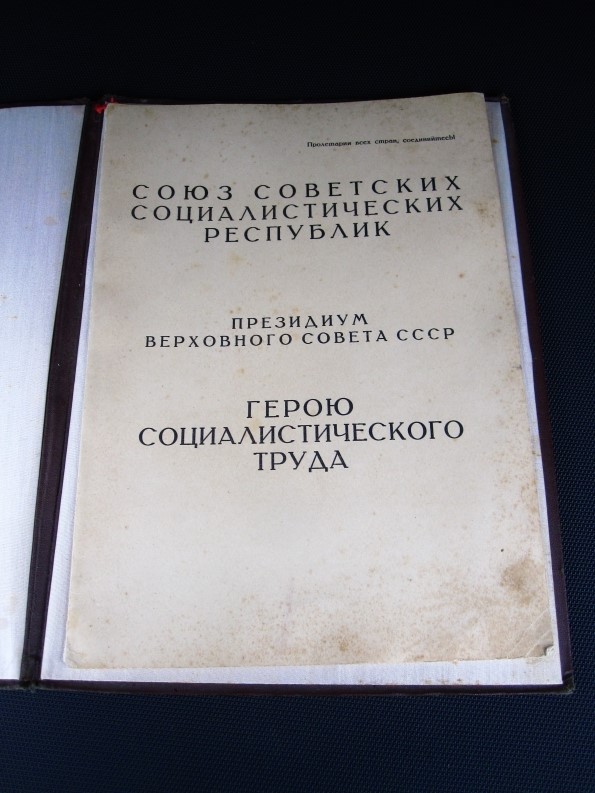 Пролетарии всех стран, соединяйтесь!
СОЮЗ СОВЕТСКИХ
СОЦИАЛИСТИЧЕСКИХ
РЕСПУБЛИК
ПРЕЗИДИУМ
ВЕРХОВНОГО СОВЕТА СССР
ГЕРОЮ
СОЦИАЛИСТИЧЕСКОГО
ТРУДА